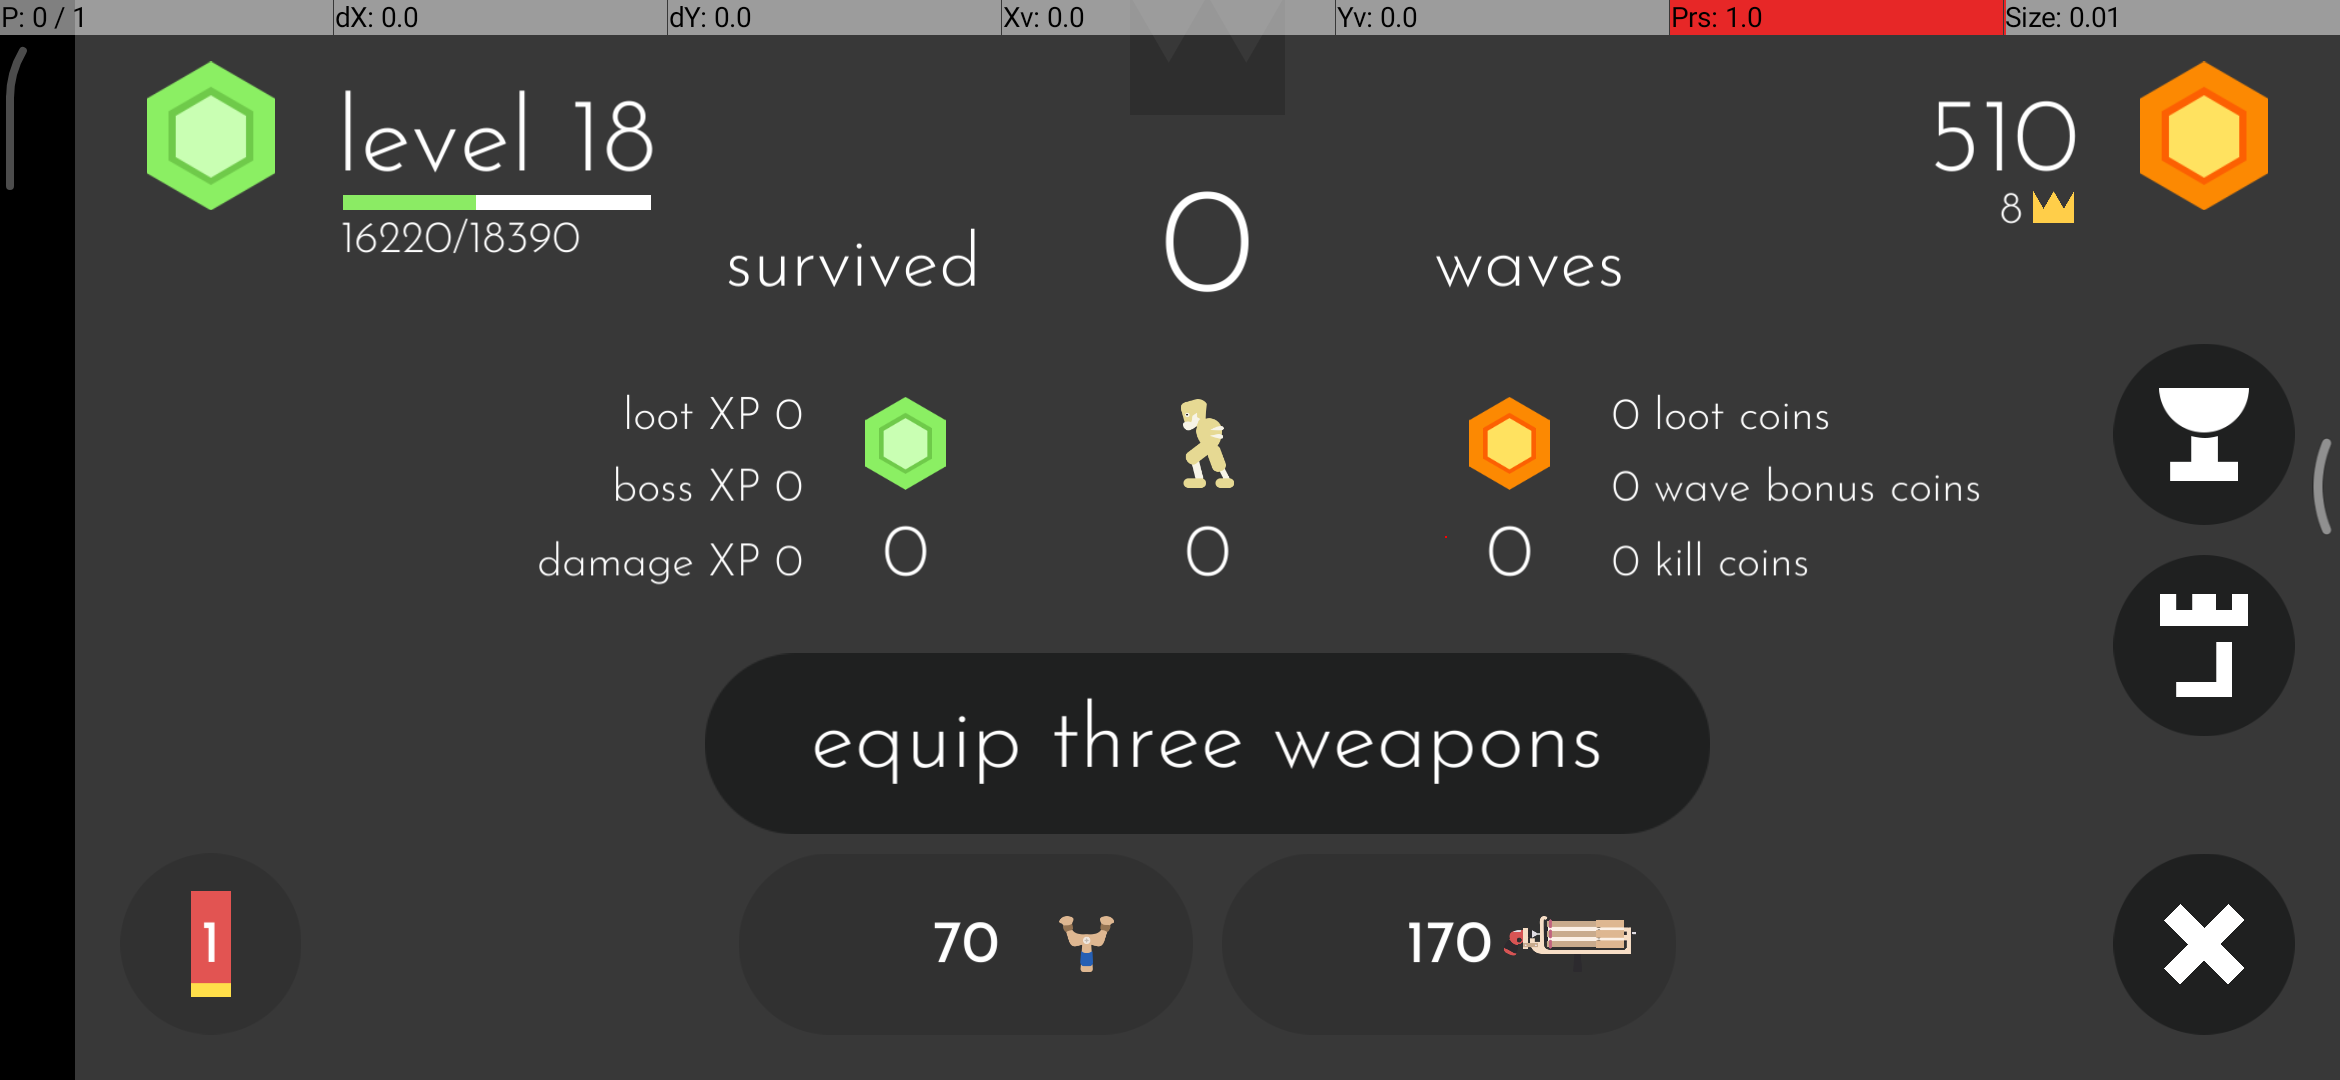 P: 0 / 1 dX: 0.0 dY: 0.0 Xv: 0.0 Yv: 0.0 Prs: 1.0 Size: 0.01
level 18
16220/18390
510
8
survived 0 waves
loot XP 0
boss XP 0
damage XP 0
0
0
0
0 loot coins
0 wave bonus coins
0 kill coins
equip three weapons
1
70
170